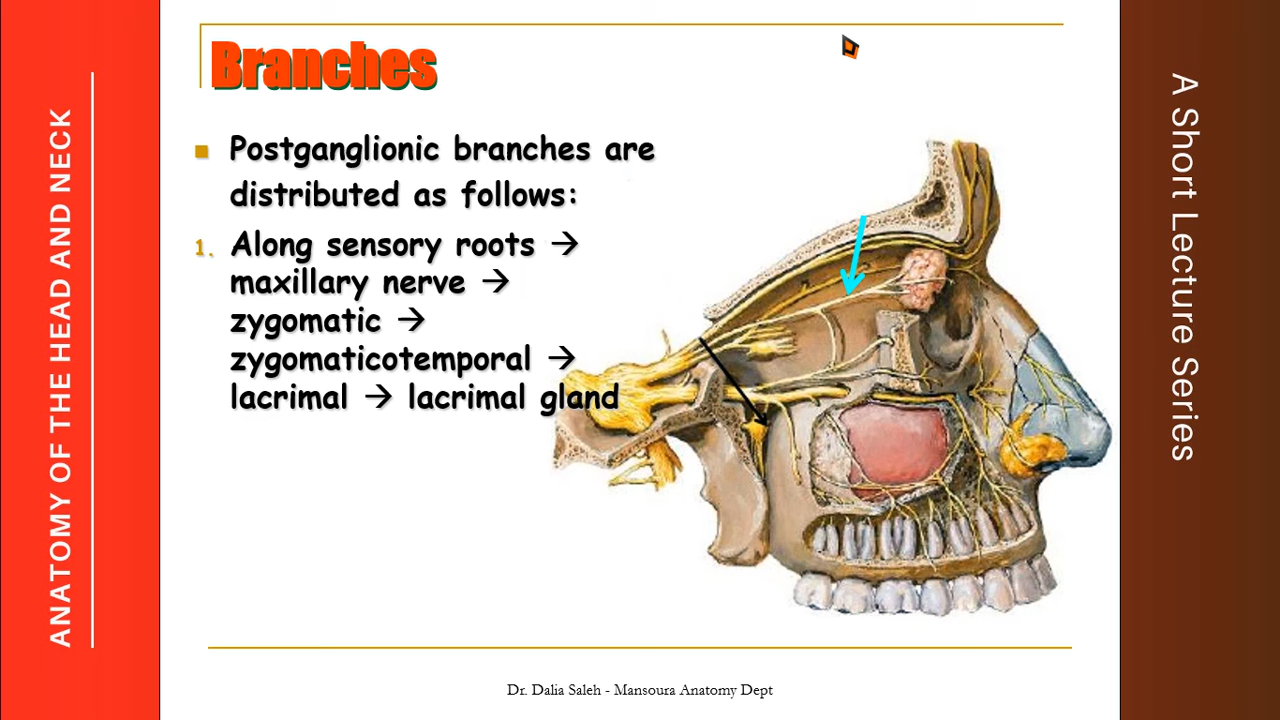 ANATOMY OF THE HEAD AND NECK
Branches
Postganglionic branches are
distributed as follows:
1. Along sensory roots →
maxillary nerve →
zygomatic →
zygomaticotemporal →
lacrimal → lacrimal gland
Dr. Dalia Saleh - Mansoura Anatomy Dept
A Short Lecture Series